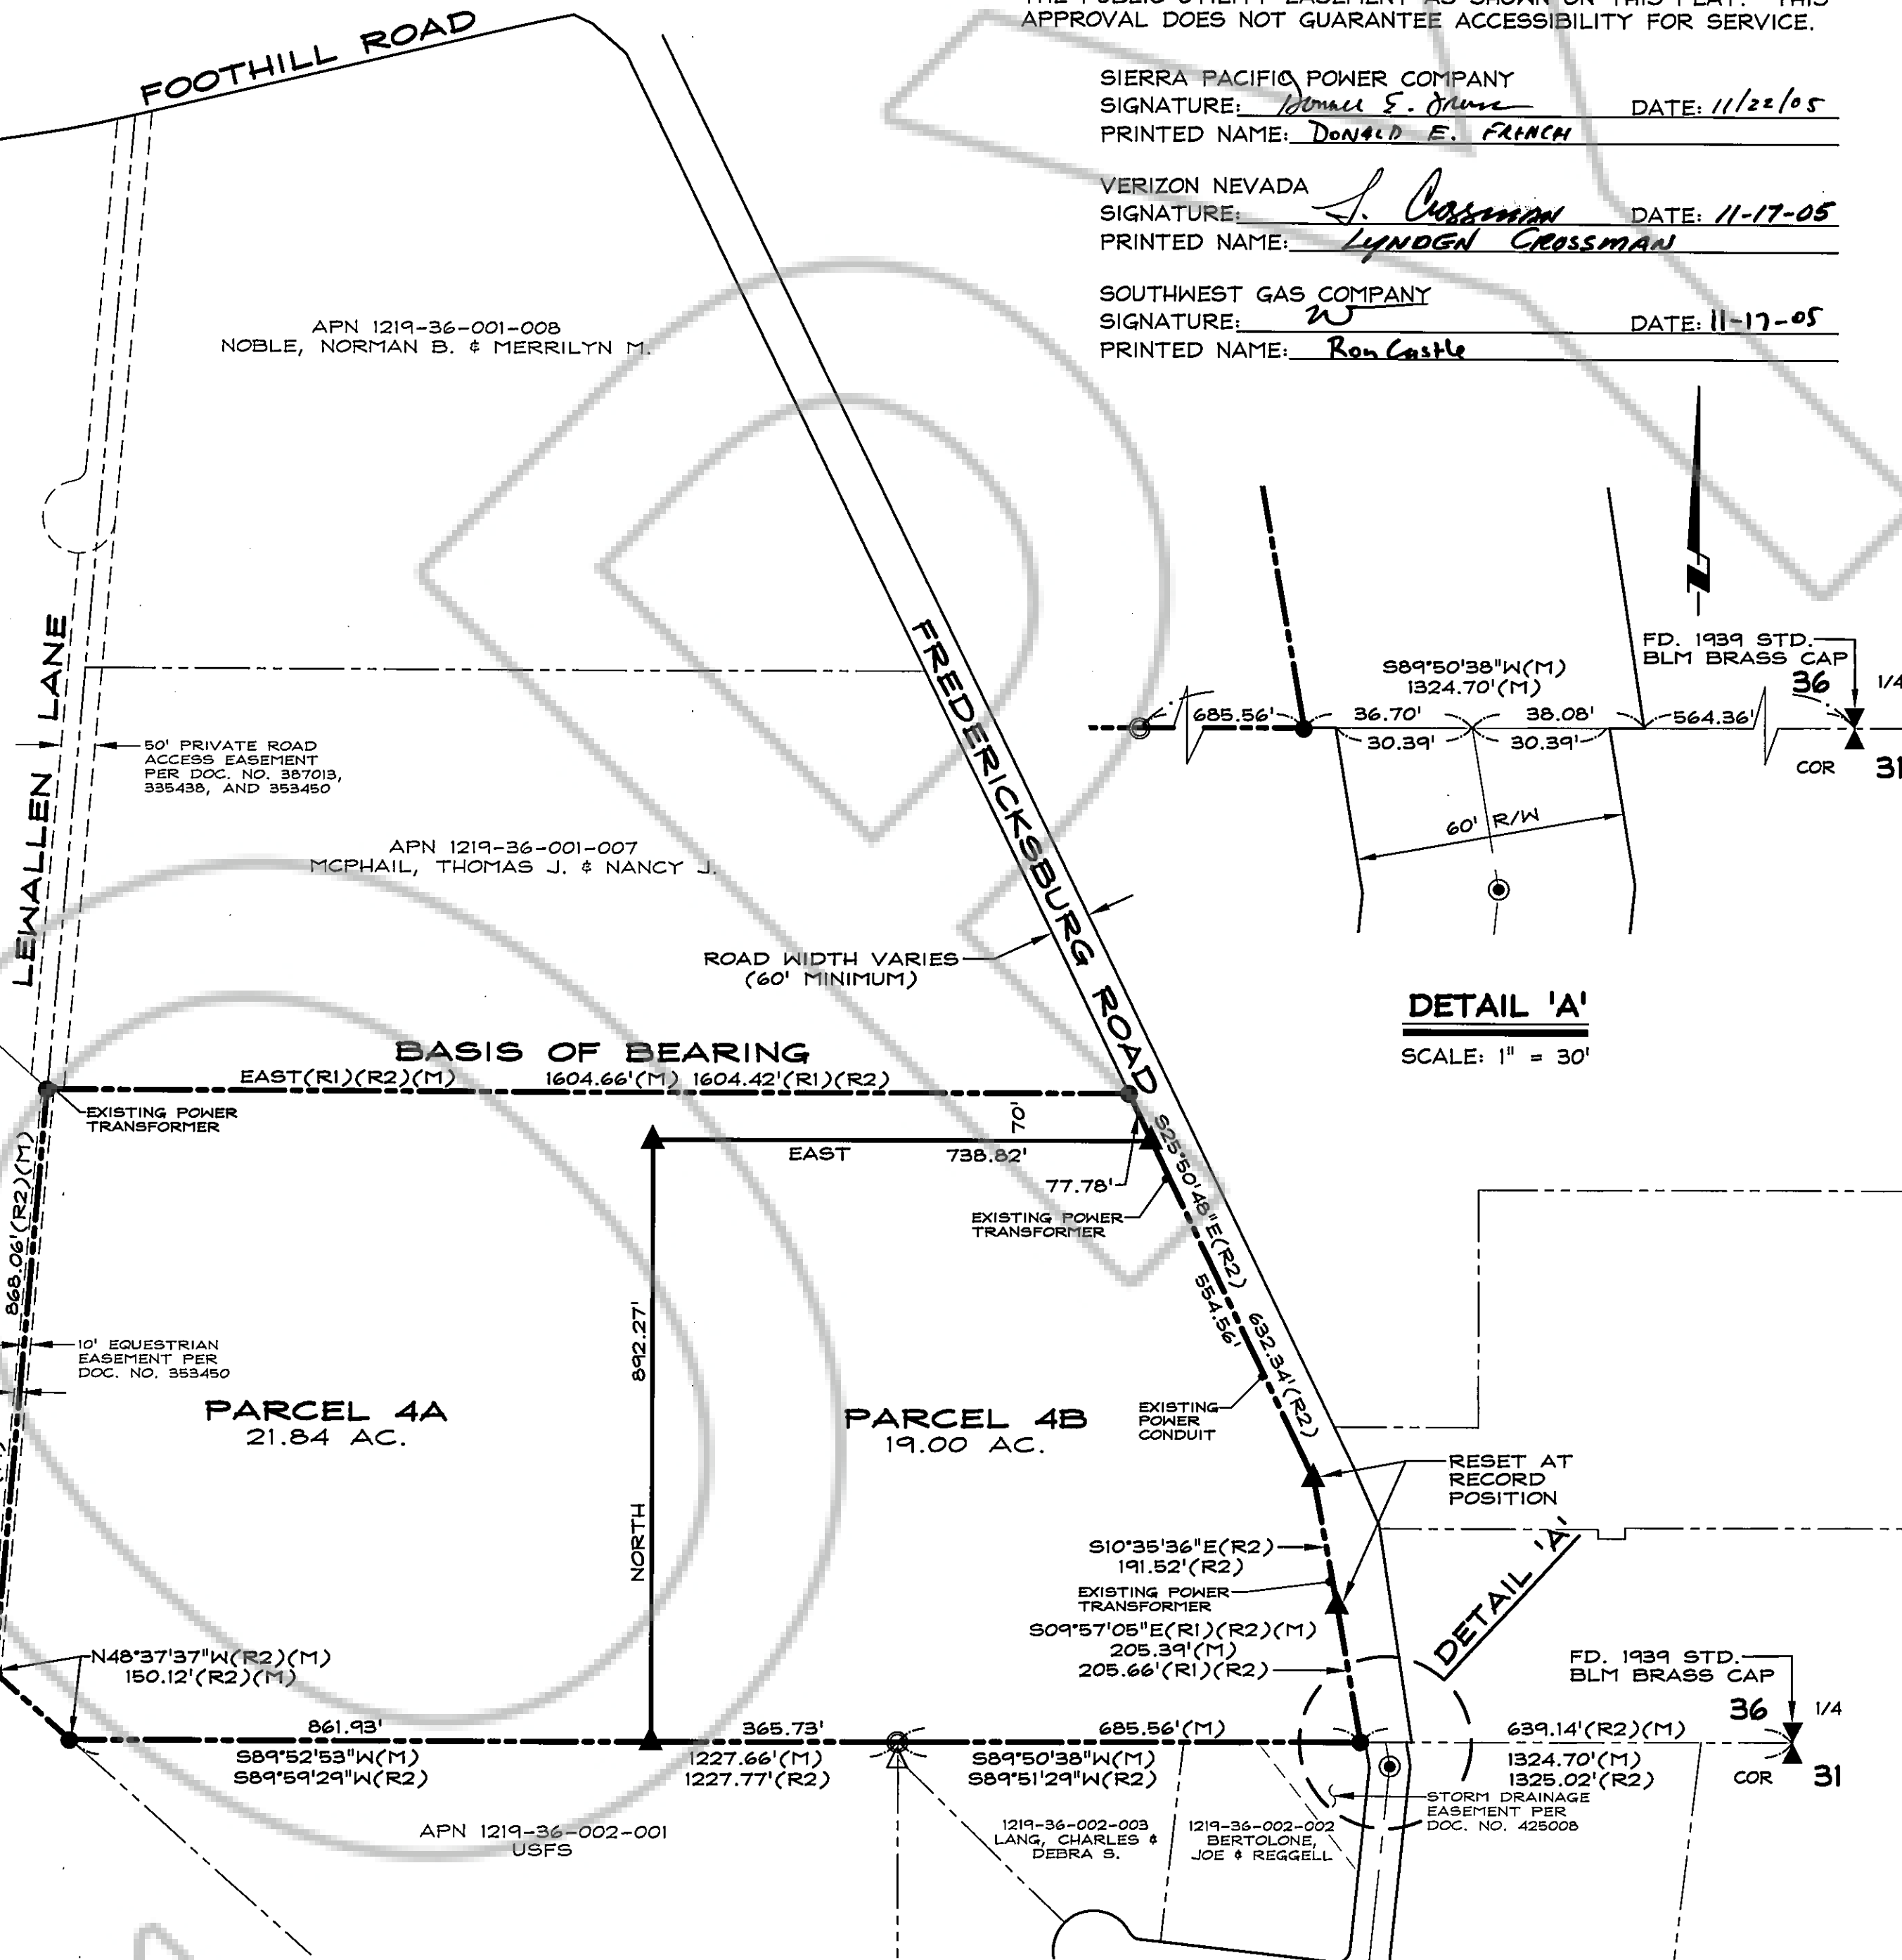 THE PUBLIC UTILITY EASEMENT AS SHOWN ON THIS PLAT. THIS
APPROVAL DOES NOT GUARANTEE ACCESSIBILITY FOR SERVICE.
SIERRA PACIFIC POWER COMPANY
SIGNATURE: DATE: 11/22/05
PRINTED NAME: DONALD E. FRENCH
VERIZON NEVADA
SIGNATURE: L. Crossman DATE: 11-17-05
PRINTED NAME: LYNDEN CROSSMAN
SOUTHWEST GAS COMPANY
SIGNATURE: DATE: 11-17-05
PRINTED NAME: Ron Castle
FOOTHILL ROAD
APN 1219-36-001-008
NOBLE, NORMAN B. & MERRILYN M.
LEWALLEN LANE
FREDERICKSBURG ROAD
50' PRIVATE ROAD
ACCESS EASEMENT
PER DOC. NO. 387013,
335438, AND 353450
APN 1219-36-001-007
MCPHAIL, THOMAS J. & NANCY J.
ROAD WIDTH VARIES
(60' MINIMUM)
FD. 1939 STD.
BLM BRASS CAP
36 1/4
S89°50'38"W(M)
1324.70'(M)
685.56' 36.70' 38.08' 564.36'
30.39' 30.39'
COR 31
60' R/W
DETAIL 'A'
SCALE: 1" = 30'
BASIS OF BEARING
EAST(R1)(R2)(M) 1604.66'(M) 1604.42'(R1)(R2)
EXISTING POWER
TRANSFORMER
70'
EAST 738.82'
77.78'
EXISTING POWER
TRANSFORMER
S25°50'48"E(R2)
554.56'
632.34'(R2)
868.06'(R2)(M)
892.27'
NORTH
10' EQUESTRIAN
EASEMENT PER
DOC. NO. 353450
PARCEL 4A
21.84 AC.
PARCEL 4B
19.00 AC.
EXISTING
POWER
CONDUIT
RESET AT
RECORD
POSITION
S10°35'36"E(R2)
191.52'(R2)
EXISTING POWER
TRANSFORMER
S09°57'05"E(R1)(R2)(M)
205.39'(M)
205.66'(R1)(R2)
DETAIL 'A'
N48°37'37"W(R2)(M)
150.12'(R2)(M)
FD. 1939 STD.
BLM BRASS CAP
36 1/4
861.93' 365.73' 685.56'(M) 639.14'(R2)(M)
S89°52'53"W(M) 1227.66'(M) S89°50'38"W(M) 1324.70'(M)
S89°59'29"W(R2) 1227.77'(R2) S89°51'29"W(R2) 1325.02'(R2)
COR 31
STORM DRAINAGE
EASEMENT PER
DOC. NO. 425008
APN 1219-36-002-001
USFS
1219-36-002-003
LANG, CHARLES &
DEBRA S.
1219-36-002-002
BERTOLONE,
JOE & REGGELL